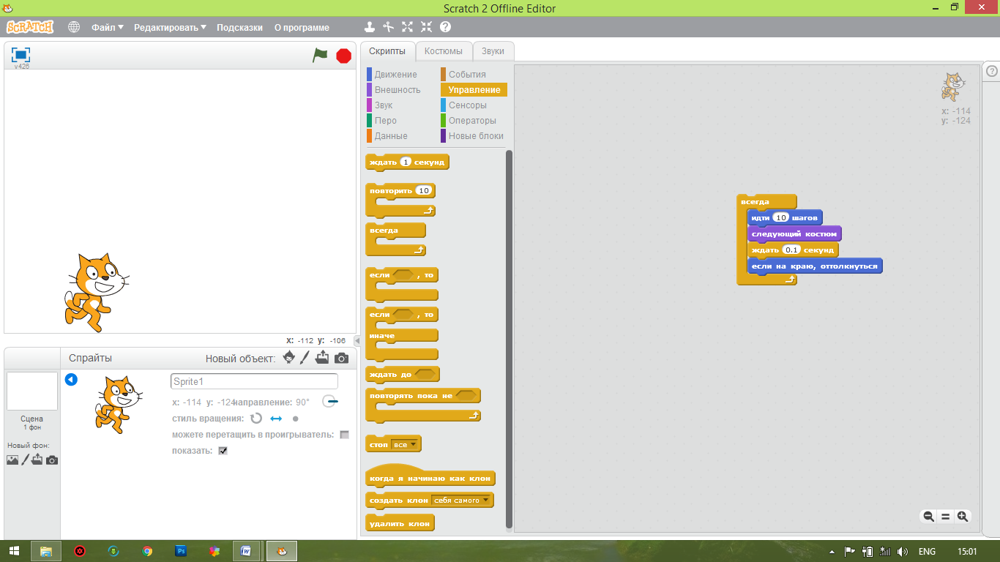 Scratch 2 Offline Editor
SCRATCH Файл Редактировать Подсказки О программе
v426
Скрипты Костюмы Звуки
Движение События
Внешность Управление
Звук Сенсоры
Перо Операторы
Данные Новые блоки
ждать 1 секунд
повторить 10
всегда
если , то
если , то
иначе
ждать до
повторять пока не
стоп все
когда я начинаю как клон
создать клон себя самого
удалить клон
x: -114
y: -124
всегда
идти 10 шагов
следующий костюм
ждать 0.1 секунд
если на краю, оттолкнуться
x: -112 y: -106
Спрайты Новый объект:
Sprite1
x: -114 y: -124 направление: 90°
стиль вращения:
можете перетащить в проигрыватель:
показать:
Сцена
1 фон
Новый фон:
ENG 15:01